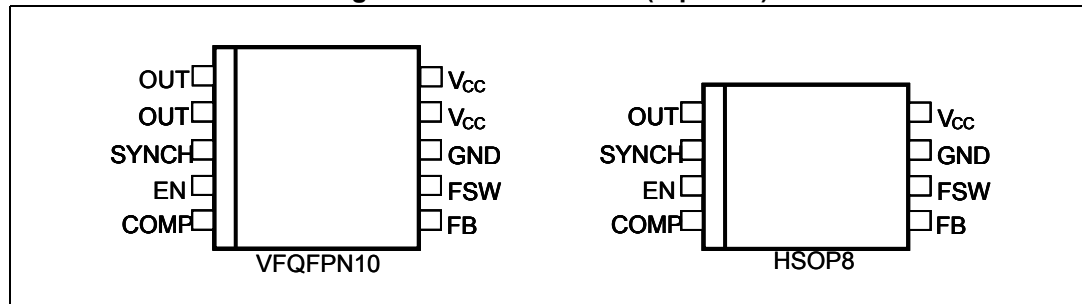 OUT
OUT
SYNCH
EN
COMP
VCC
VCC
GND
FSW
FB
VFQFPN10
OUT
SYNCH
EN
COMP
VCC
GND
FSW
FB
HSOP8